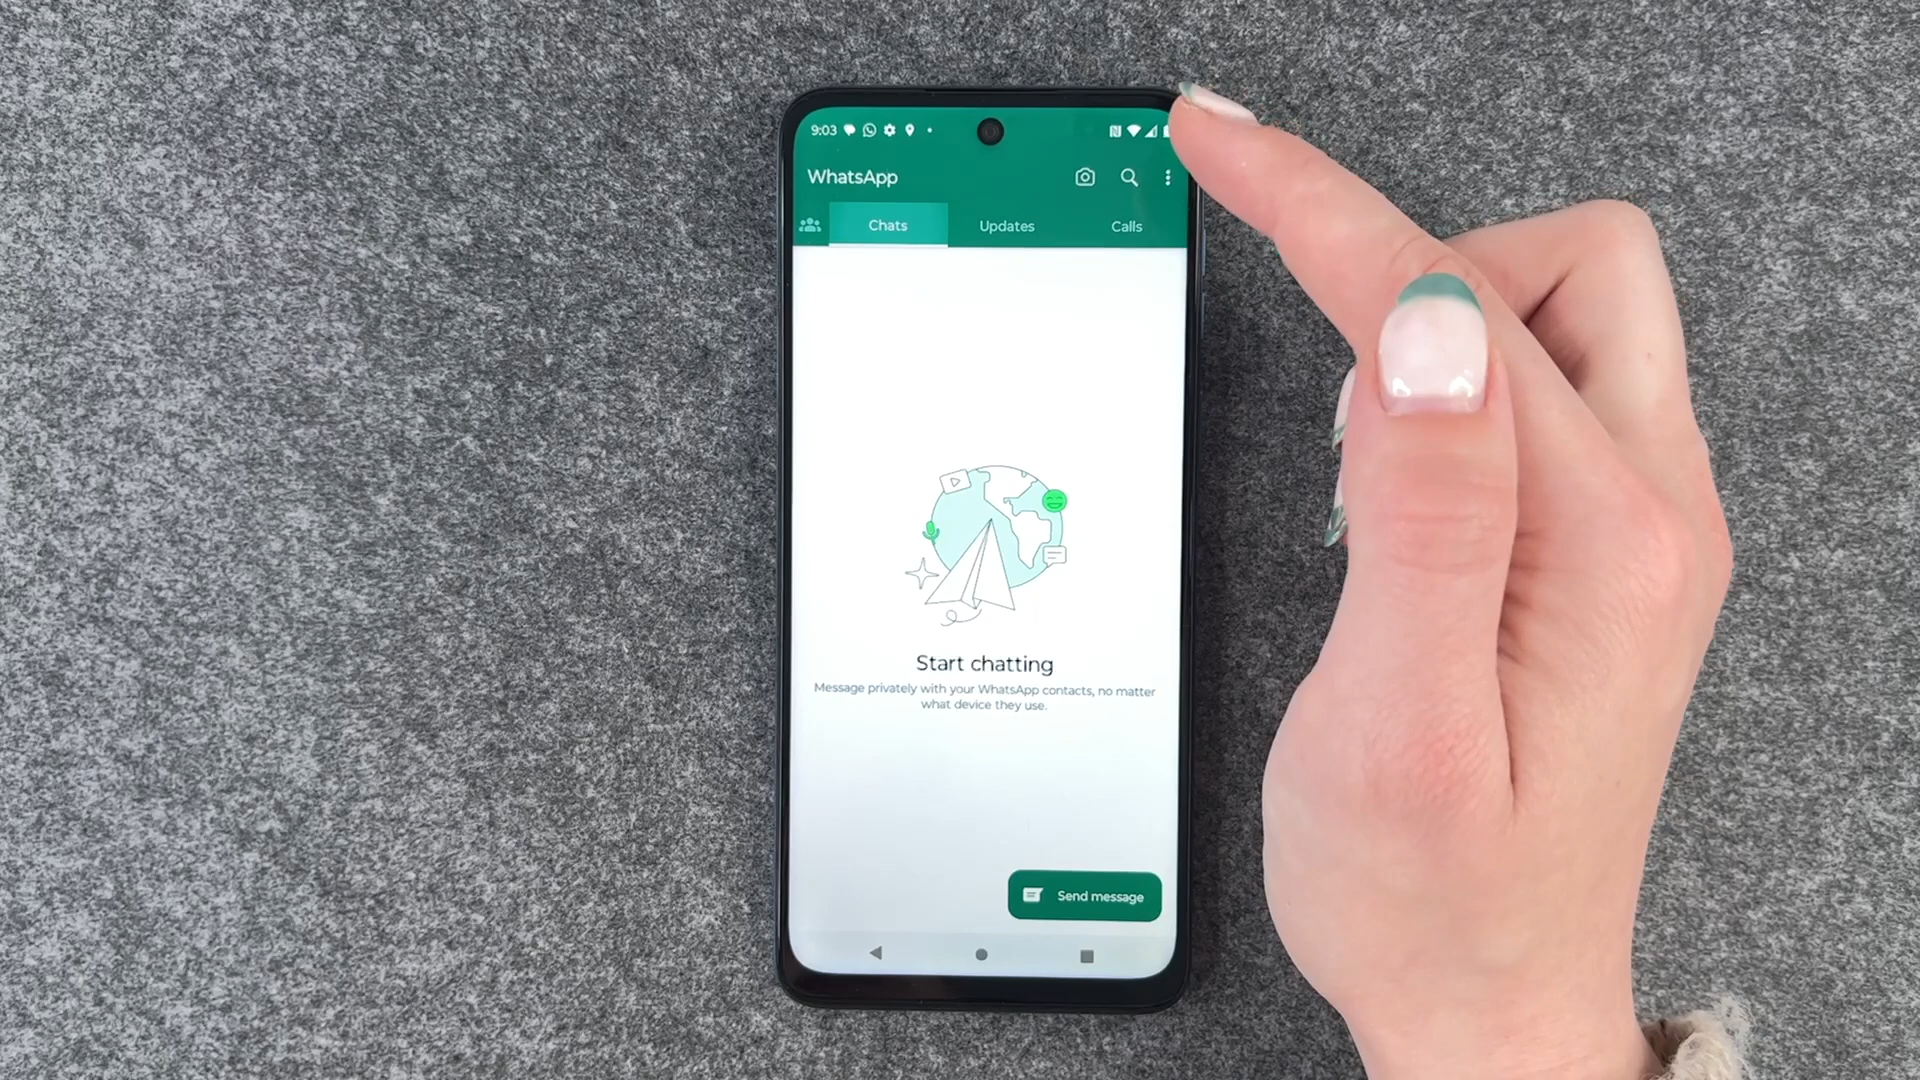 9:03
WhatsApp
Chats
Updates
Calls
Start chatting
Message privately with your WhatsApp contacts, no matter
what device they use.
Send message